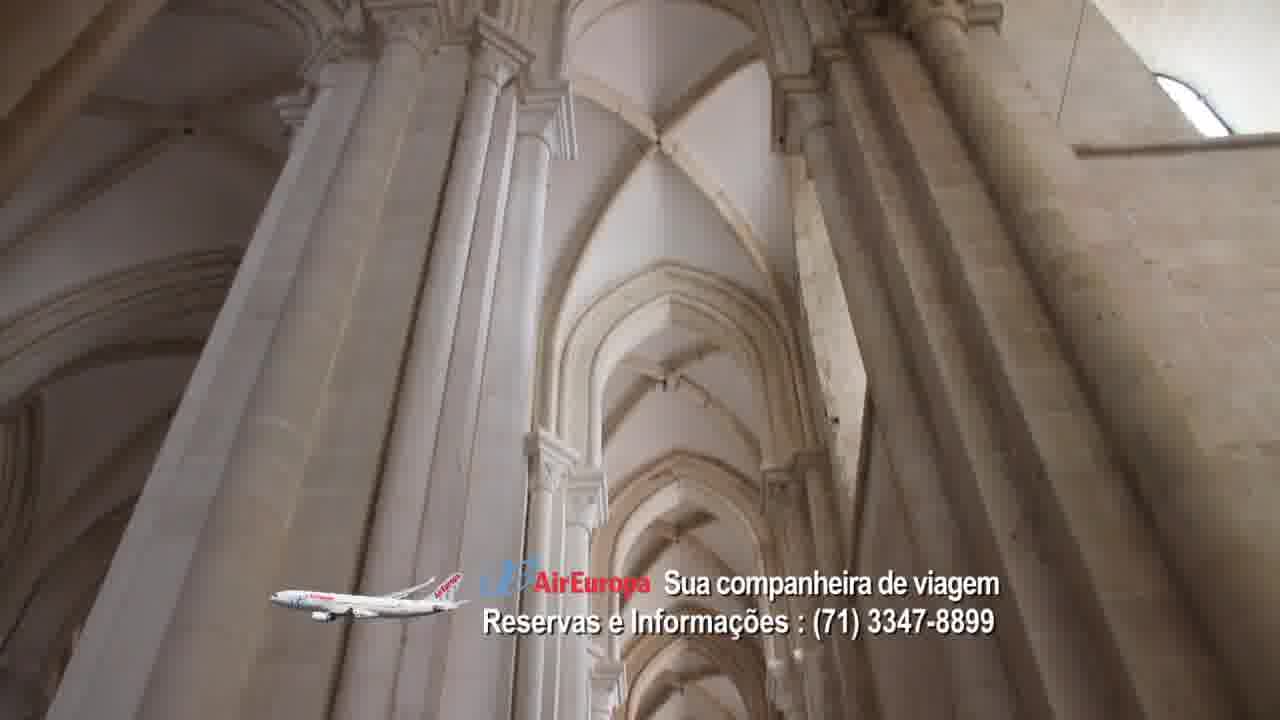 AirEuropa Sua companheira de viagem
Reservas e Informações : (71) 3347-8899